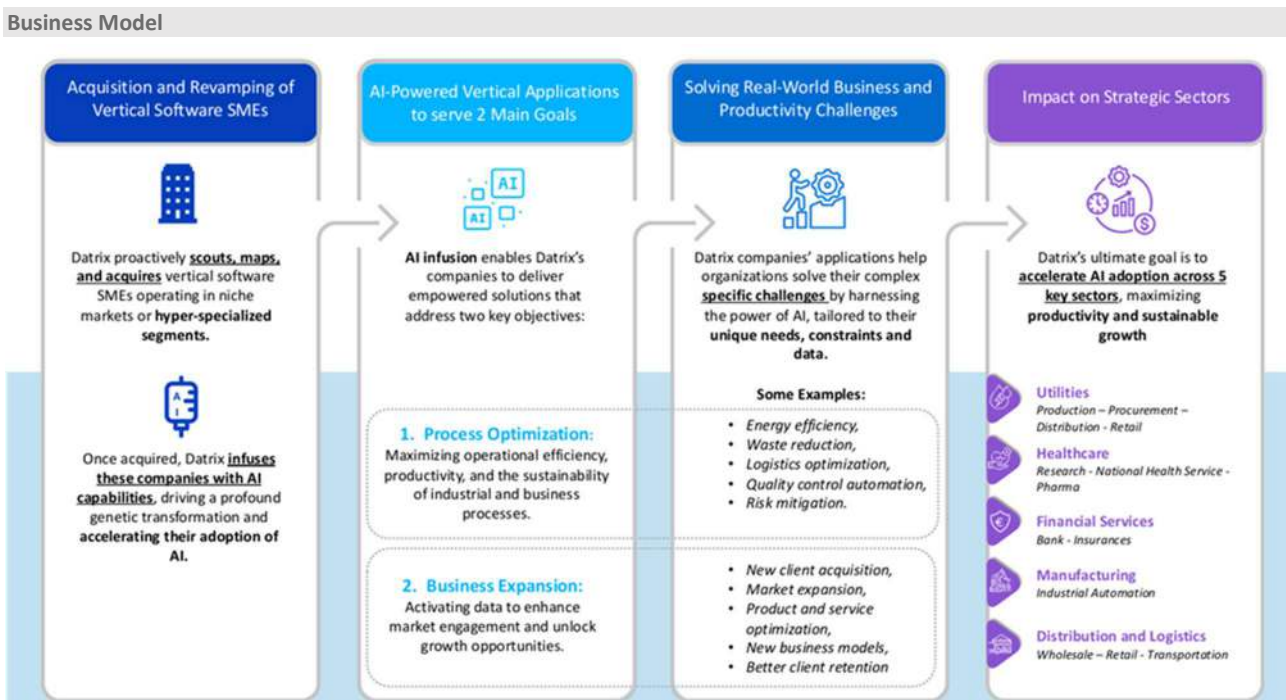 Business Model
Acquisition and Revamping of
Vertical Software SMEs
Datrix proactively scouts, maps,
and acquires vertical software
SMEs operating in niche
markets or hyper-specialized
segments.
A
I
Once acquired, Datrix infuses
these companies with AI
capabilities, driving a profound
genetic transformation and
accelerating their adoption of
AI.
AI-Powered Vertical Applications
to serve 2 Main Goals
AI
AI
AI infusion enables Datrix's
companies to deliver
empowered solutions that
address two key objectives:
1. Process Optimization:
Maximizing operational efficiency,
productivity, and the sustainability
of industrial and business
processes.
2. Business Expansion:
Activating data to enhance
market engagement and unlock
growth opportunities.
Solving Real-World Business and
Productivity Challenges
Datrix companies' applications help
organizations solve their complex
specific challenges by harnessing
the power of AI, tailored to their
unique needs, constraints and
data.
Some Examples:
• Energy efficiency,
• Waste reduction,
• Logistics optimization,
• Quality control automation,
• Risk mitigation.
• New client acquisition,
• Market expansion,
• Product and service
optimization,
• New business models,
• Better client retention
Impact on Strategic Sectors
$
Datrix's ultimate goal is to
accelerate AI adoption across 5
key sectors, maximizing
productivity and sustainable
growth
Utilities
Production – Procurement –
Distribution - Retail
Healthcare
Research - National Health Service -
Pharma
€
Financial Services
Bank - Insurances
Manufacturing
Industrial Automation
Distribution and Logistics
Wholesale – Retail - Transportation